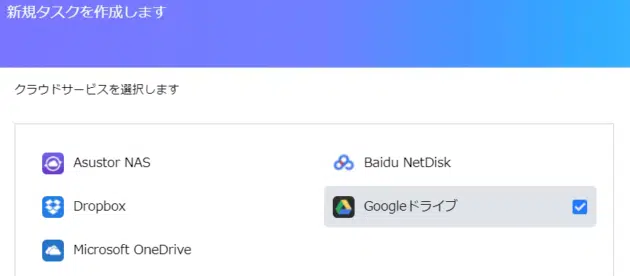 新規タスクを作成します
クラウドサービスを選択します
Asustor NAS
Baidu NetDisk
Dropbox
Googleドライブ
Microsoft OneDrive